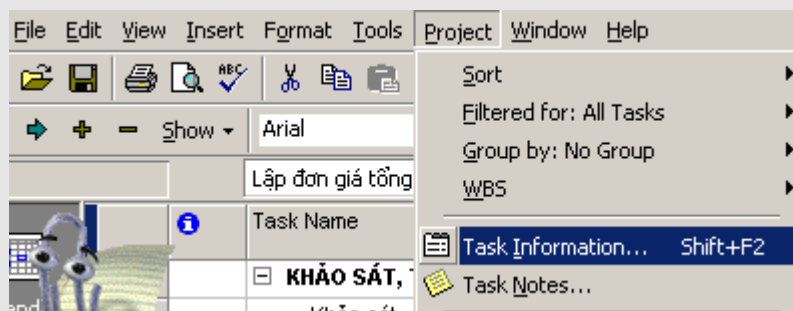 File Edit View Insert Format Tools Project Window Help
ABC
Sort
Filtered for: All Tasks
Show Arial
Group by: No Group
Lập đơn giá tổng
WBS
Task Name
Task Information... Shift+F2
KHẢO SÁT,
Task Notes...